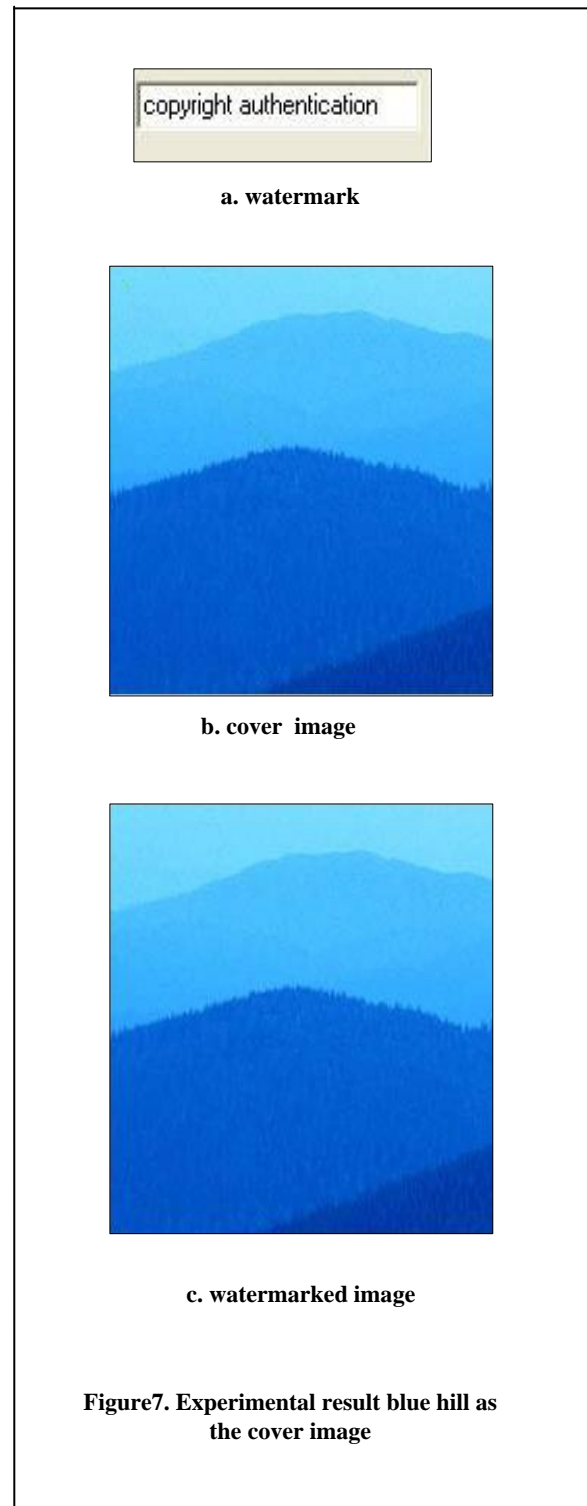 copyright authentication
a. watermark
b. cover image
c. watermarked image
Figure7. Experimental result blue hill as
the cover image